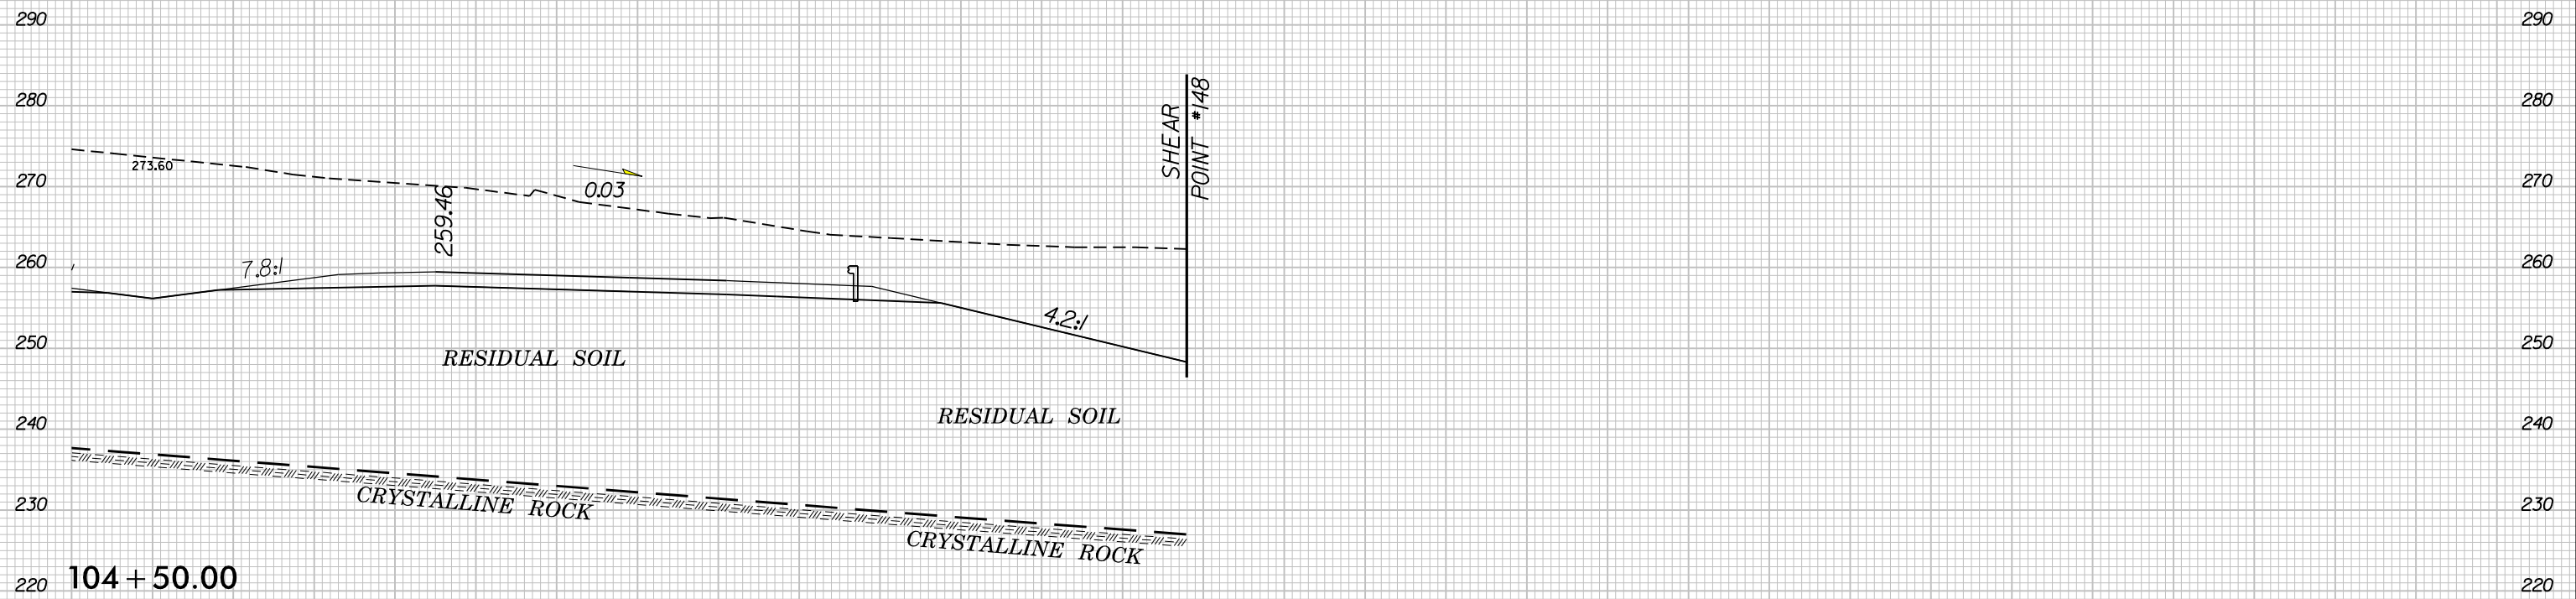 290 290
280 280
SHEAR
POINT #148
273.60
270 270
0.03
259.46
260 260
7.8:1
4.2:1
250 250
RESIDUAL SOIL
RESIDUAL SOIL
240 240
230 230
CRYSTALLINE ROCK
CRYSTALLINE ROCK
220 220
104+50.00